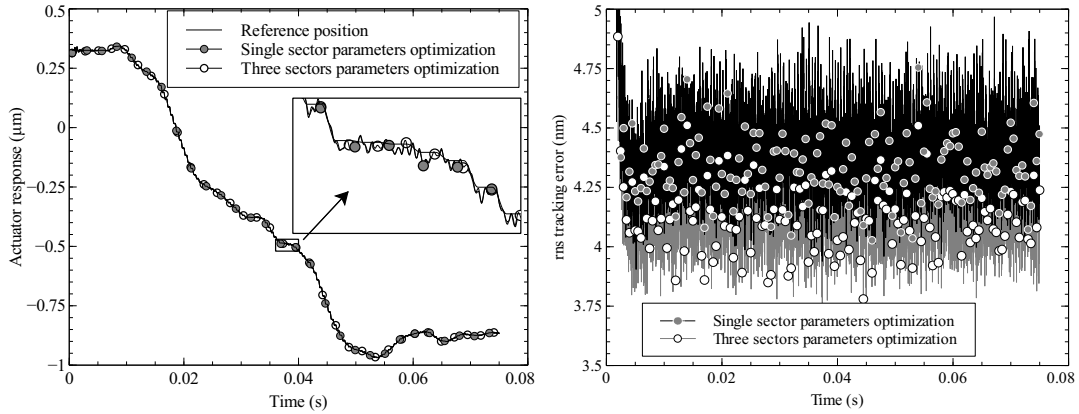 0.5
0.25
0
−0.25
−0.5
−0.75
−1
Actuator response (μm)
0
0.02
0.04
0.06
0.08
Time (s)
Reference position
Single sector parameters optimization
Three sectors parameters optimization
5
4.75
4.5
4.25
4
3.75
3.5
rms tracking error (nm)
0
0.02
0.04
0.06
0.08
Time (s)
Single sector parameters optimization
Three sectors parameters optimization